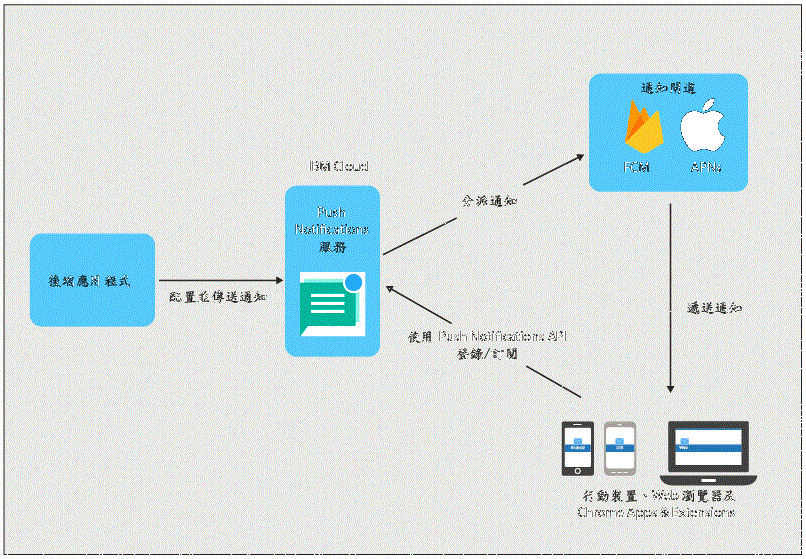 通知閘道
FCM
APNs
IBM Cloud
Push
Notifications
服務
分派通知
後端應用程式
配置並傳送通知
遞送通知
使用 Push Notifications API
登錄/訂閱
Android
iOS
Web
行動裝置、Web 瀏覽器及
Chrome Apps & Extensions